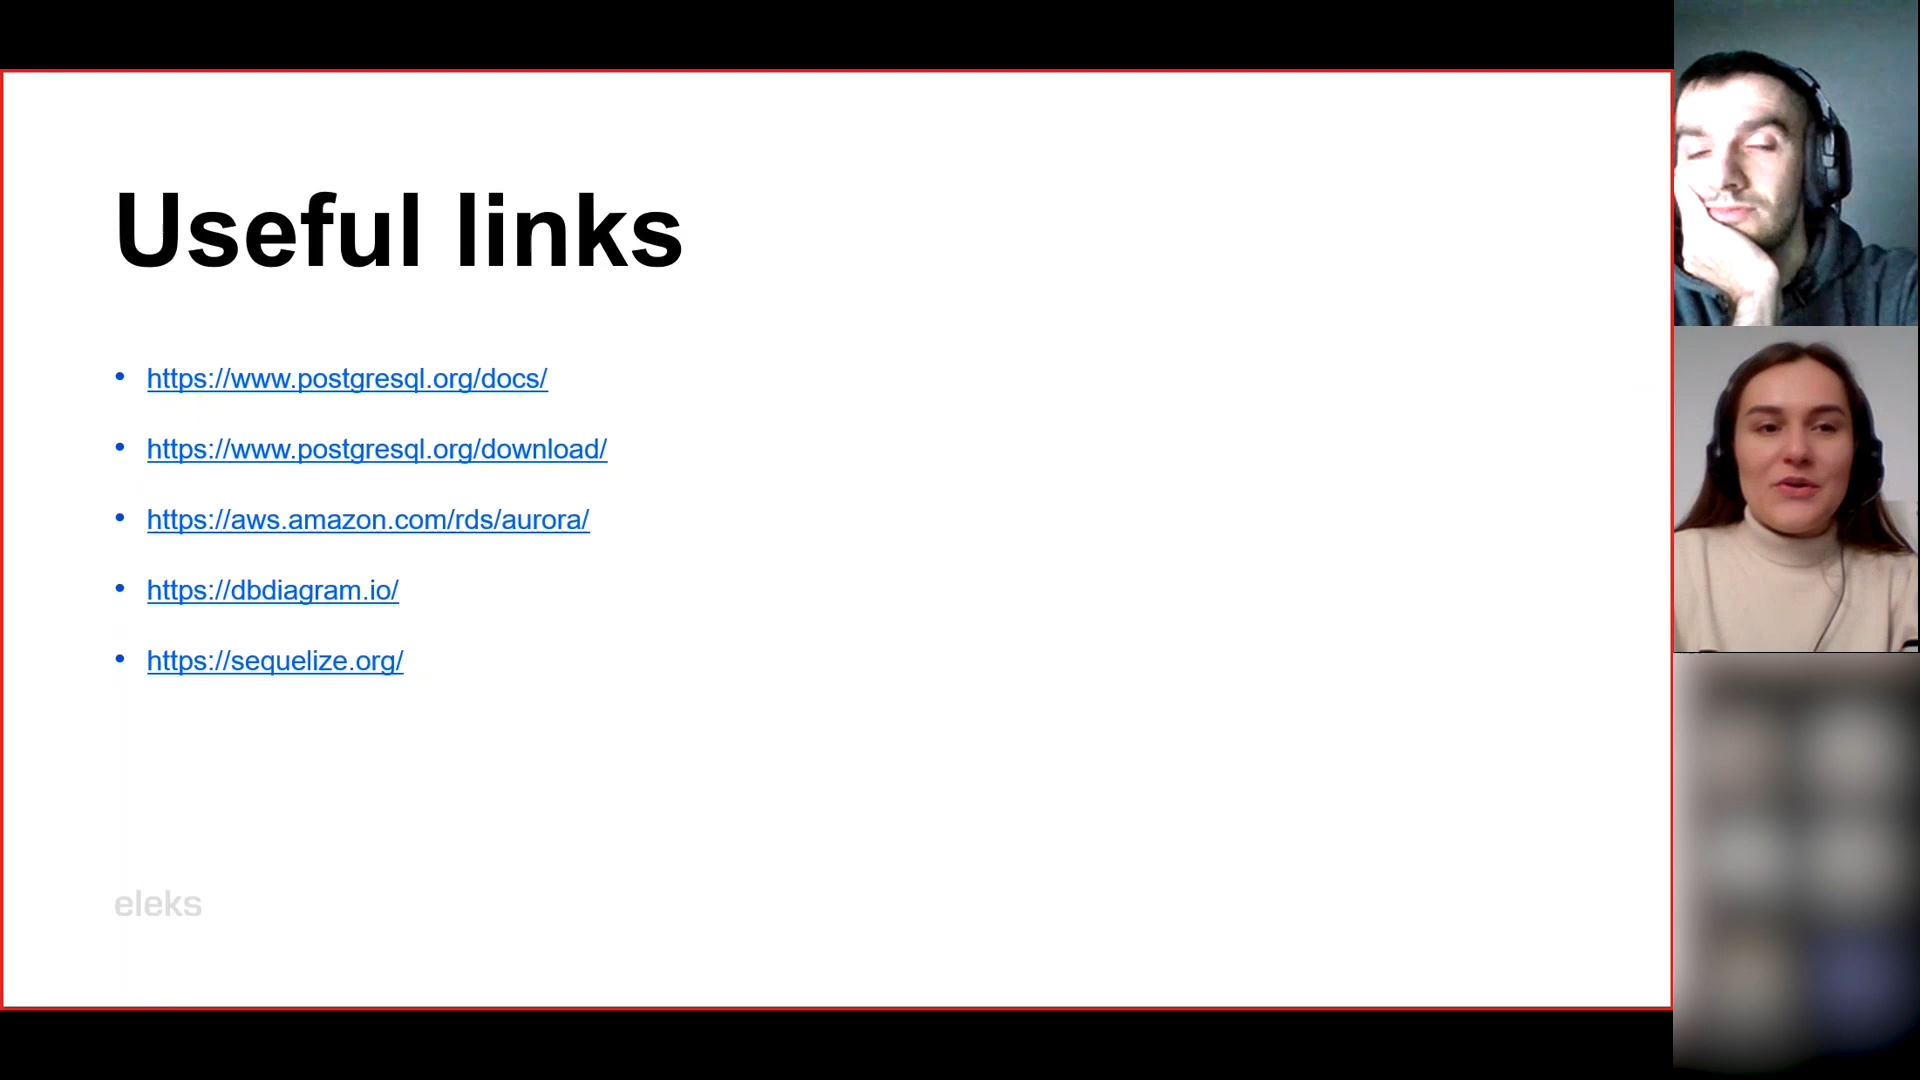 Useful links
• https://www.postgresql.org/docs/
• https://www.postgresql.org/download/
• https://aws.amazon.com/rds/aurora/
• https://dbdiagram.io/
• https://sequelize.org/
eleks